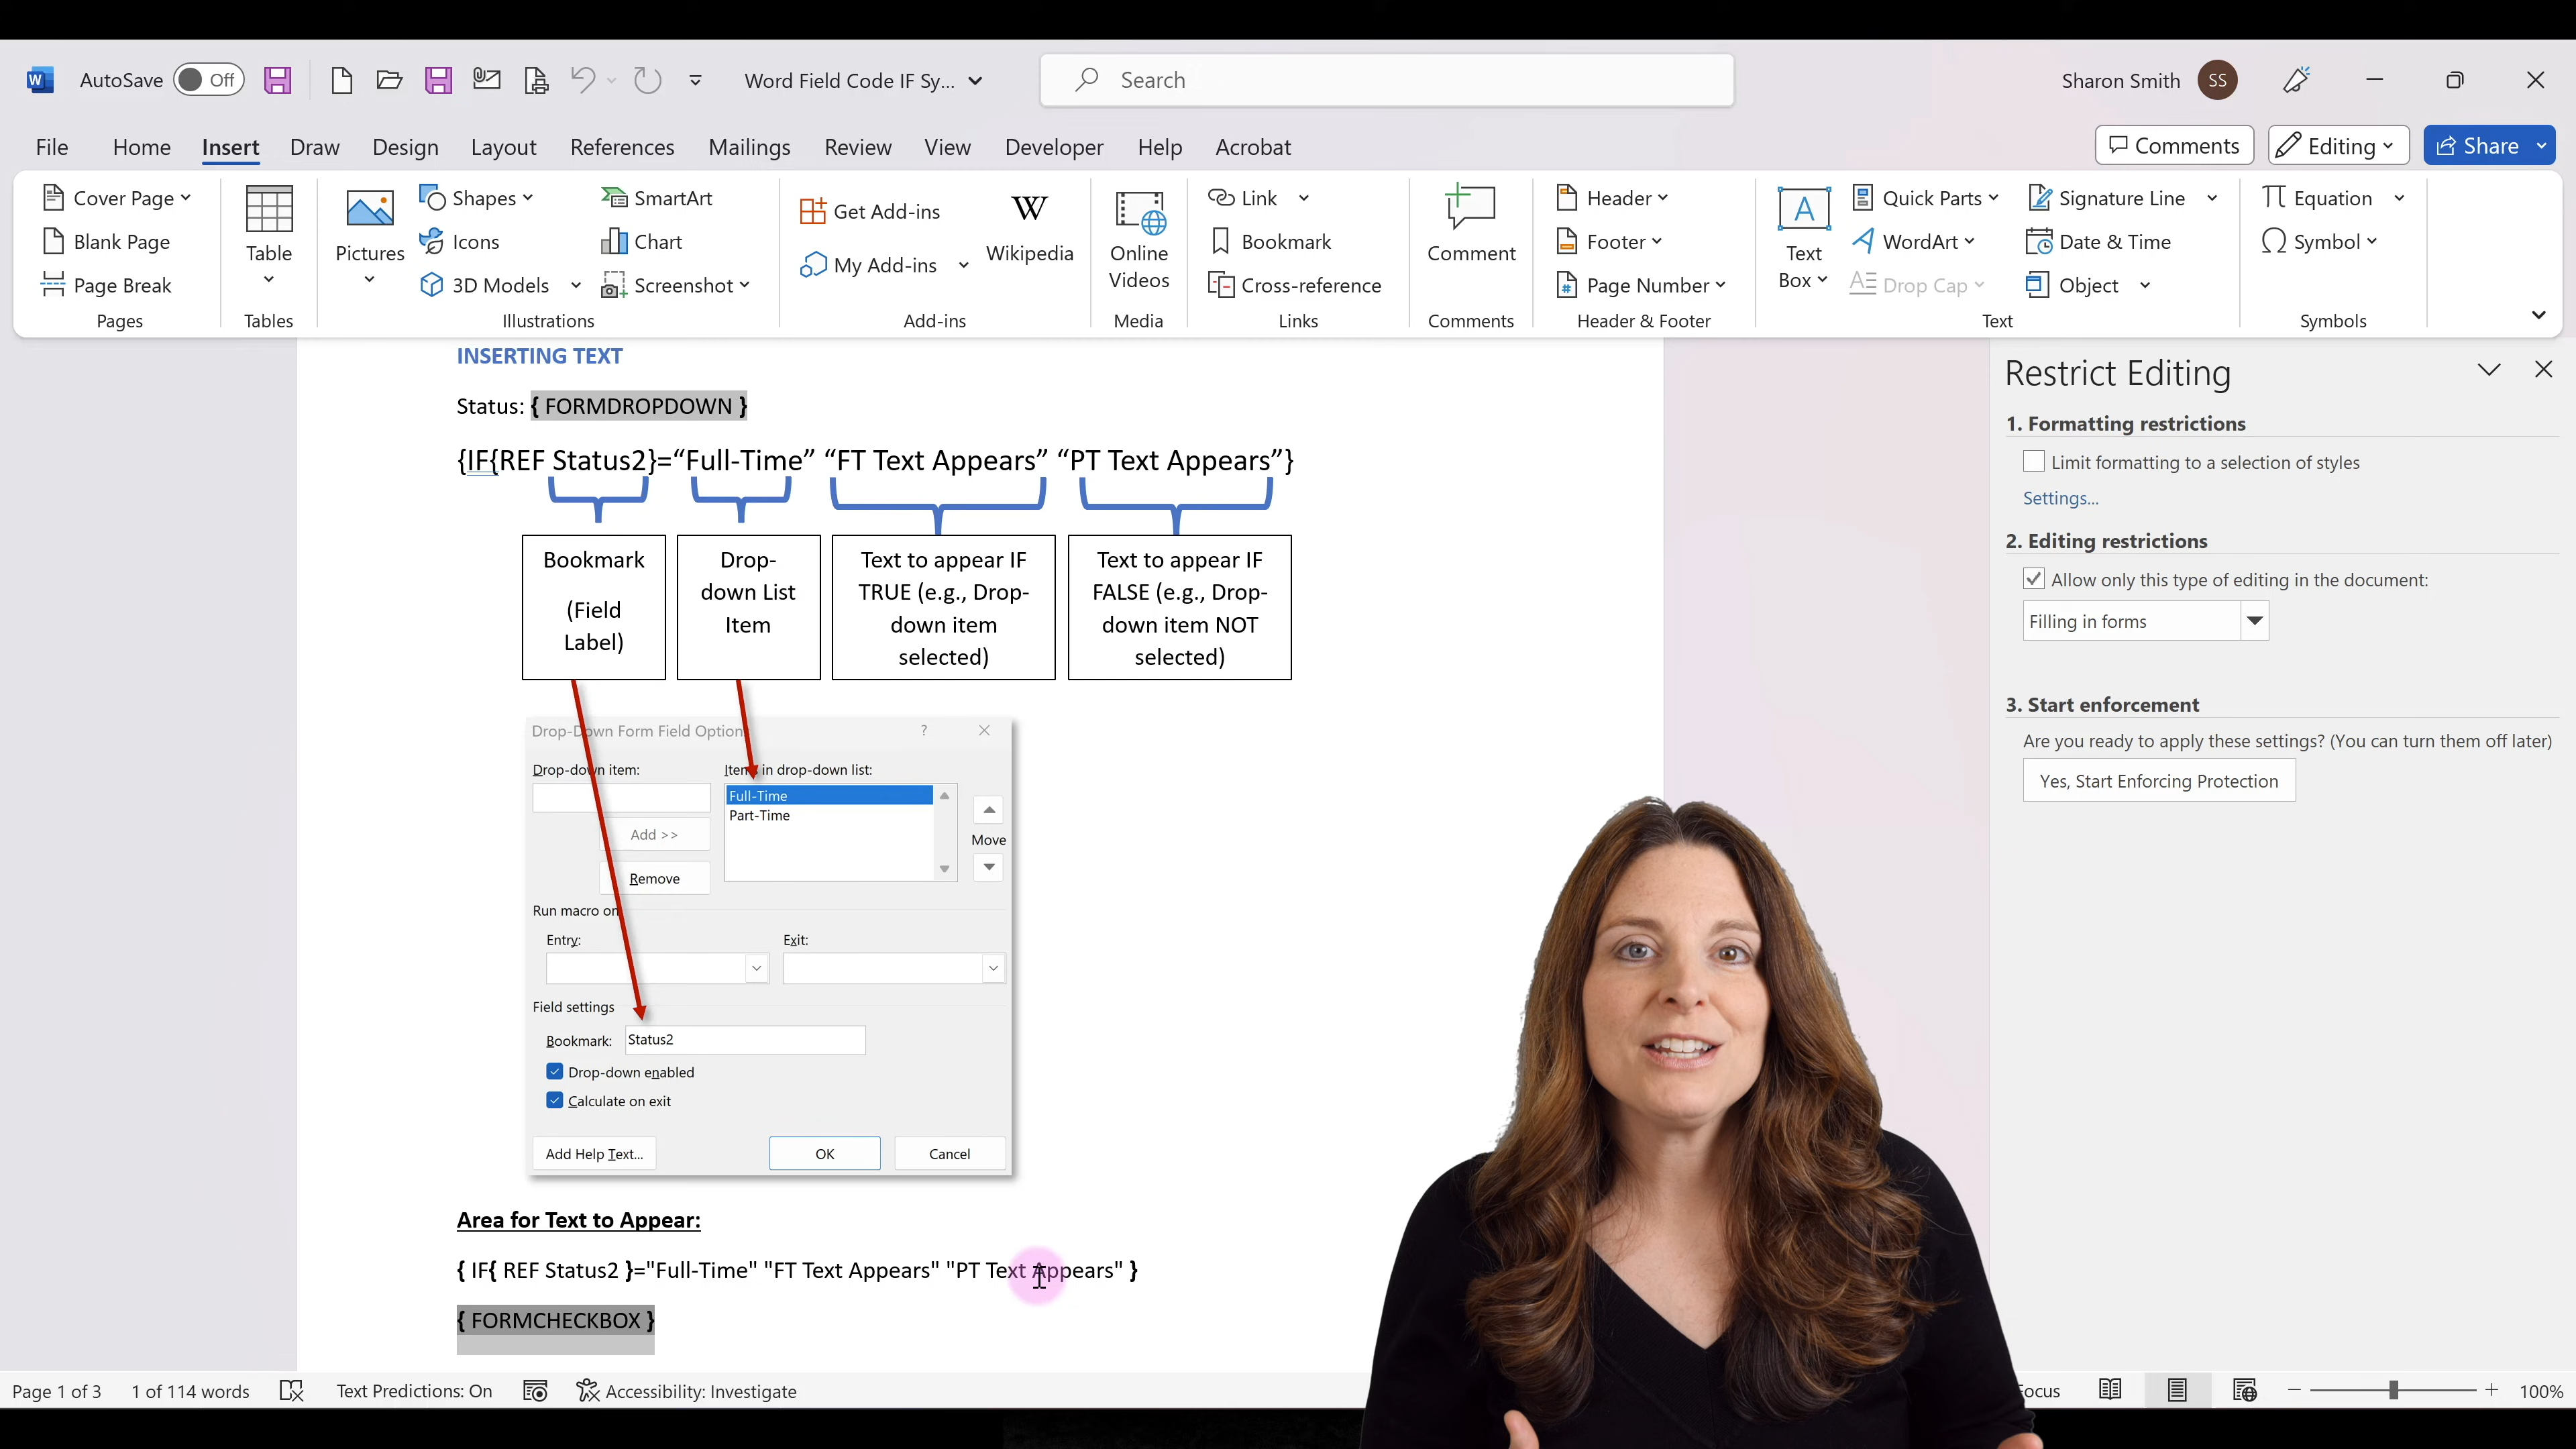 AutoSave Off
Word Field Code IF Sy...
Search
Sharon Smith SS
File Home Insert Draw Design Layout References Mailings Review View Developer Help Acrobat
Comments Editing Share
Cover Page
Blank Page
Page Break
Pages
Table
Tables
Pictures
Shapes
Icons
3D Models
SmartArt
Chart
Screenshot
Illustrations
Get Add-ins
My Add-ins
W
Wikipedia
Add-ins
Online
Videos
Media
Link
Bookmark
Cross-reference
Links
Comment
Comments
Header
Footer
Page Number
Header & Footer
A
Text
Box
Quick Parts
WordArt
Drop Cap
Signature Line
Date & Time
Object
Text
Equation
Symbol
Symbols
INSERTING TEXT
Status: { FORMDROPDOWN }
{IF{REF Status2}=“Full-Time” “FT Text Appears” “PT Text Appears”}
Bookmark
(Field
Label)
Drop-
down List
Item
Text to appear IF
TRUE (e.g., Drop-
down item
selected)
Text to appear IF
FALSE (e.g., Drop-
down item NOT
selected)
Drop-Down Form Field Option
?
Drop-down item:
Items in drop-down list:
Full-Time
Part-Time
Add >>
Remove
Move
Run macro on
Entry:
Exit:
Field settings
Bookmark: Status2
Drop-down enabled
Calculate on exit
Add Help Text...
OK
Cancel
Area for Text to Appear:
{ IF{ REF Status2 }="Full-Time" "FT Text Appears" "PT Text Appears" }
{ FORMCHECKBOX }
Restrict Editing
1. Formatting restrictions
Limit formatting to a selection of styles
Settings...
2. Editing restrictions
Allow only this type of editing in the document:
Filling in forms
3. Start enforcement
Are you ready to apply these settings? (You can turn them off later)
Yes, Start Enforcing Protection
Page 1 of 3
1 of 114 words
Text Predictions: On
Accessibility: Investigate
ocus
100%